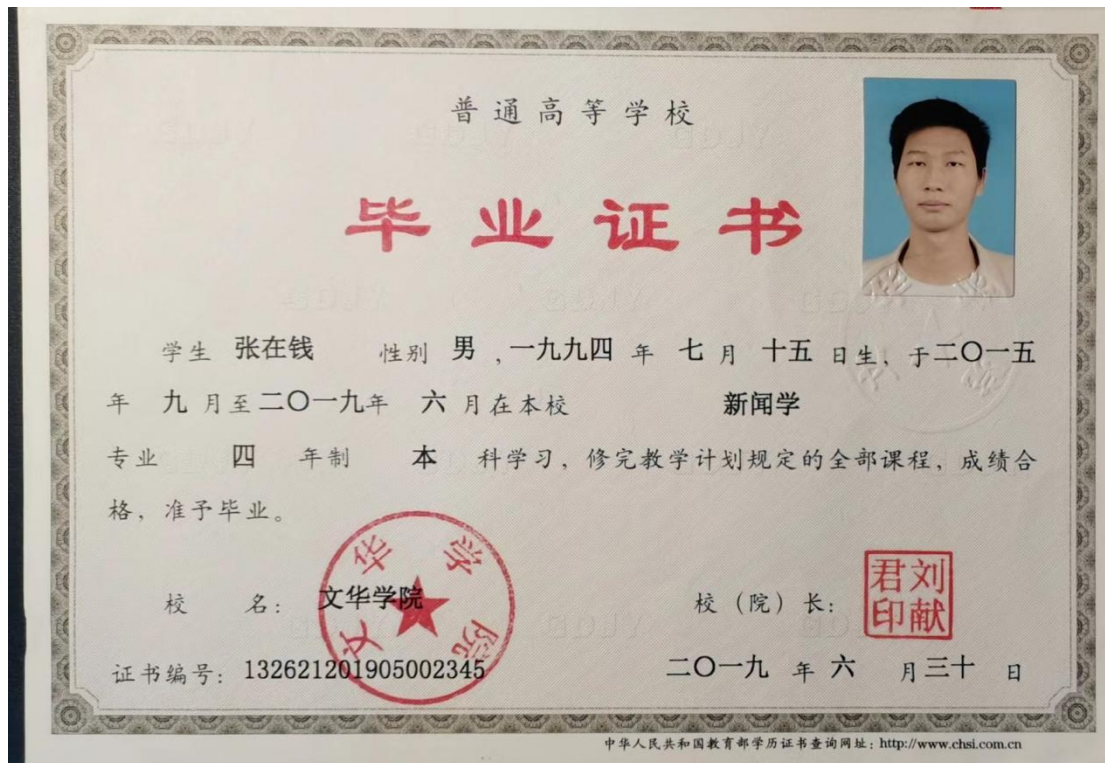 普通高等学校
毕业证书
学生 张在钱 性别 男 ,一九九四 年 七 月 十五 日生,于二〇一五
年 九 月至二〇一九年 六 月在本校 新闻学
专业 四 年制 本 科学习,修完教学计划规定的全部课程,成绩合
格,准予毕业。
文华学院
校 名: 文华学院 校(院)长: 刘献君印
证书编号: 132621201905002345 二〇一九 年 六 月三十 日
中华人民共和国教育部学历证书查询网址:http://www.chsi.com.cn